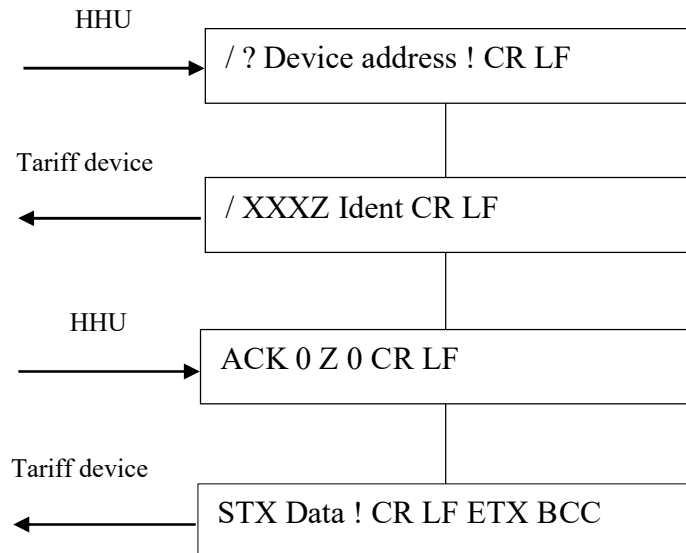 HHU
/ ? Device address ! CR LF
Tariff device
/ XXXZ Ident CR LF
HHU
ACK 0 Z 0 CR LF
Tariff device
STX Data ! CR LF ETX BCC